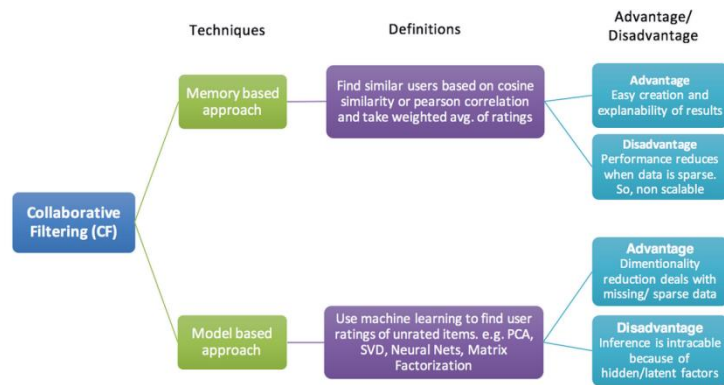 Techniques
Definitions
Advantage/
Disadvantage
Memory based
approach
Find similar users based on cosine
similarity or pearson correlation
and take weighted avg. of ratings
Advantage
Easy creation and
explanability of results
Disadvantage
Performance reduces
when data is sparse.
So, non scalable
Collaborative
Filtering (CF)
Model based
approach
Use machine learning to find user
ratings of unrated items. e.g. PCA,
SVD, Neural Nets, Matrix
Factorization
Advantage
Dimentionality
reduction deals with
missing/ sparse data
Disadvantage
Inference is intracable
because of
hidden/latent factors